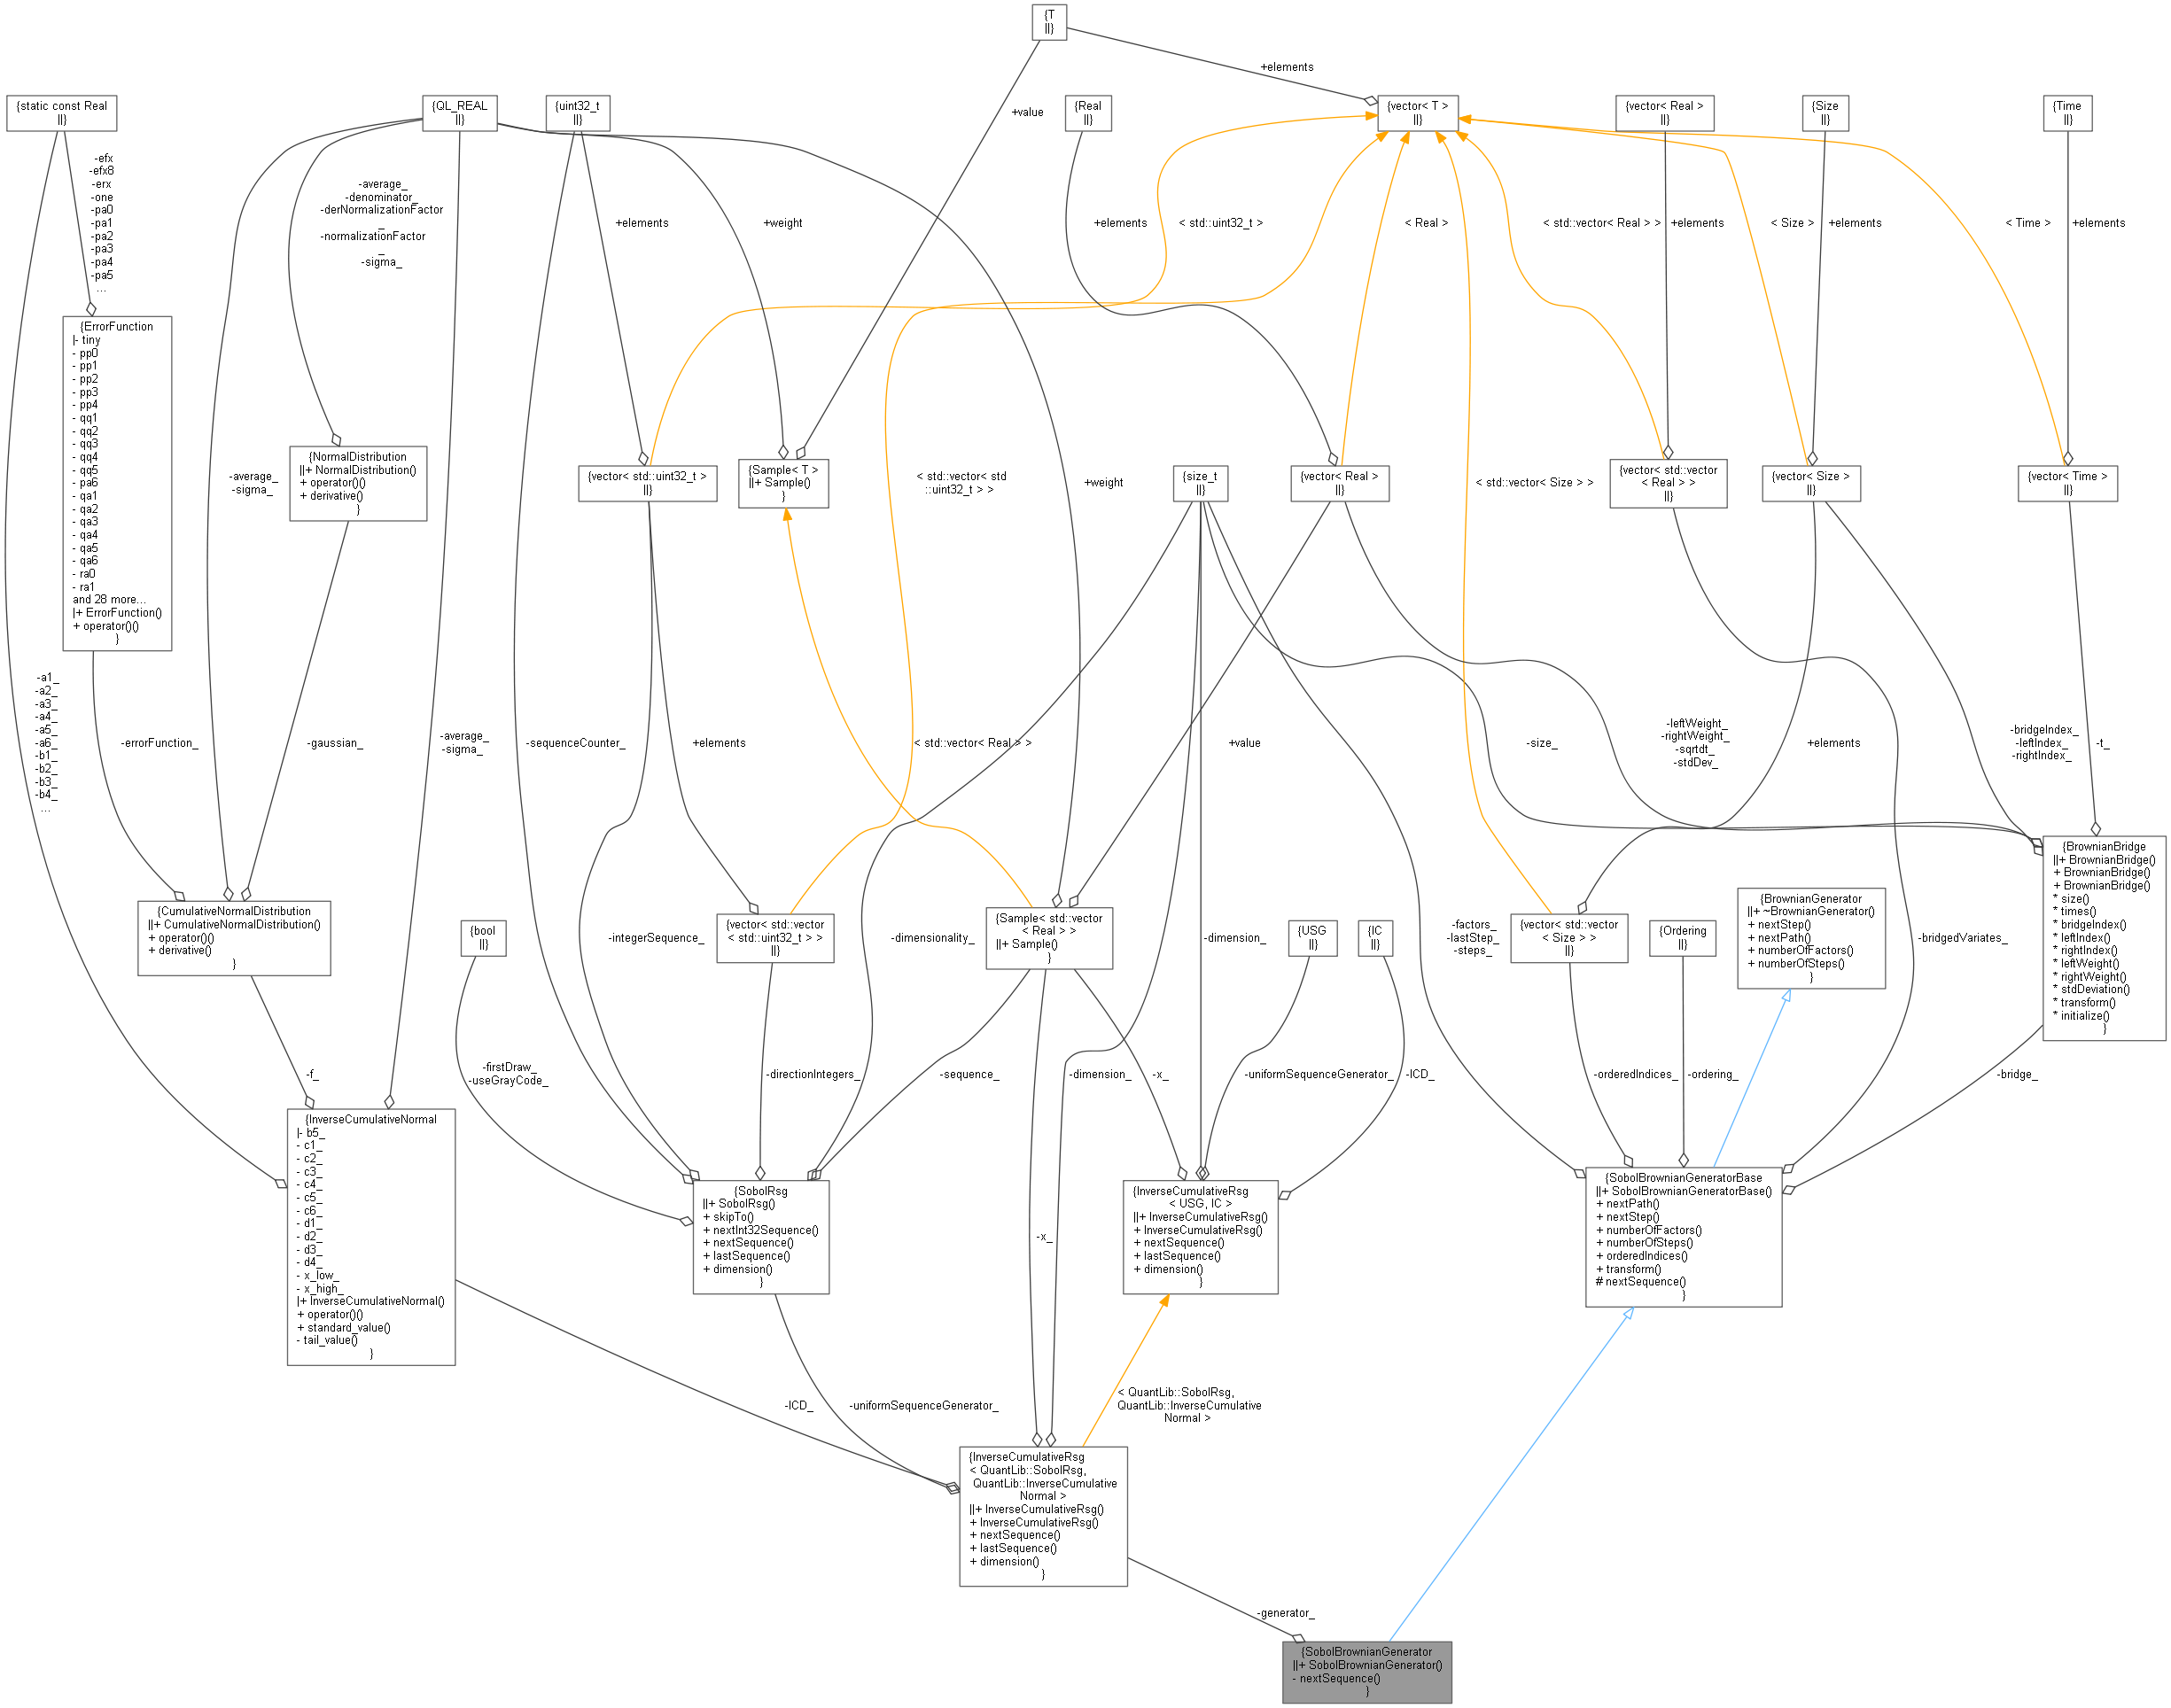 {T
||}
+elements
{static const Real
||}
{QL_REAL
||}
{uint32_t
||}
+value
{Real
||}
{vector< T >
||}
{vector< Real >
||}
{Size
||}
{Time
||}
-efx
-efx8
-erx
-one
-pa0
-pa1
-pa2
-pa3
-pa4
-pa5
...
-average_
-denominator_
-derNormalizationFactor
_
-normalizationFactor
_
-sigma_
+elements
+weight
+elements
< std::uint32_t >
< Real >
< std::vector< Real > >
+elements
< Size >
+elements
< Time >
+elements
{ErrorFunction
|- tiny
- pp0
- pp1
- pp2
- pp3
- pp4
- qq1
- qq2
- qq3
- qq4
- qq5
- pa6
- qa1
- qa2
- qa3
- qa4
- qa5
- qa6
- ra0
- ra1
and 28 more...
|+ ErrorFunction()
+ operator()()
}
-average_
-sigma_
{NormalDistribution
||+ NormalDistribution()
+ operator()()
+ derivative()
}
{vector< std::uint32_t >
||}
{Sample< T >
||+ Sample()
}
< std::vector< std
::uint32_t > >
+weight
{size_t
||}
{vector< Real >
||}
< std::vector< Size > >
{vector< std::vector
< Real > >
||}
{vector< Size >
||}
{vector< Time >
||}
-a1_
-a2_
-a3_
-a4_
-a5_
-a6_
-b1_
-b2_
-b3_
-b4_
...
-errorFunction_
-gaussian_
-average_
-sigma_
-sequenceCounter_
+elements
< std::vector< Real > >
+value
-size_
-leftWeight_
-rightWeight_
-sqrtdt_
-stdDev_
+elements
-bridgeIndex_
-leftIndex_
-rightIndex_
-t_
{CumulativeNormalDistribution
||+ CumulativeNormalDistribution()
+ operator()()
+ derivative()
}
{bool
||}
-integerSequence_
{vector< std::vector
< std::uint32_t > >
||}
-dimensionality_
{Sample< std::vector
< Real > >
||+ Sample()
}
-dimension_
{USG
||}
{IC
||}
-factors_
-lastStep_
-steps_
{vector< std::vector
< Size > >
||}
{Ordering
||}
{BrownianGenerator
||+ ~BrownianGenerator()
+ nextStep()
+ nextPath()
+ numberOfFactors()
+ numberOfSteps()
}
-bridgedVariates_
{BrownianBridge
||+ BrownianBridge()
+ BrownianBridge()
+ BrownianBridge()
* size()
* times()
* bridgeIndex()
* leftIndex()
* rightIndex()
* leftWeight()
* rightWeight()
* stdDeviation()
* transform()
* initialize()
}
-f_
-firstDraw_
-useGrayCode_
-directionIntegers_
-sequence_
-dimension_
-x_
-uniformSequenceGenerator_
-ICD_
-orderedIndices_
-ordering_
-bridge_
{InverseCumulativeNormal
|- b5_
- c1_
- c2_
- c3_
- c4_
- c5_
- c6_
- d1_
- d2_
- d3_
- d4_
- x_low_
- x_high_
|+ InverseCumulativeNormal()
+ operator()()
+ standard_value()
- tail_value()
}
{SobolRsg
||+ SobolRsg()
+ skipTo()
+ nextInt32Sequence()
+ nextSequence()
+ lastSequence()
+ dimension()
}
-x_
{InverseCumulativeRsg
< USG, IC >
||+ InverseCumulativeRsg()
+ InverseCumulativeRsg()
+ nextSequence()
+ lastSequence()
+ dimension()
}
{SobolBrownianGeneratorBase
||+ SobolBrownianGeneratorBase()
+ nextPath()
+ nextStep()
+ numberOfFactors()
+ numberOfSteps()
+ orderedIndices()
+ transform()
# nextSequence()
}
-ICD_
-uniformSequenceGenerator_
< QuantLib::SobolRsg,
QuantLib::InverseCumulative
Normal >
{InverseCumulativeRsg
< QuantLib::SobolRsg,
QuantLib::InverseCumulative
Normal >
||+ InverseCumulativeRsg()
+ InverseCumulativeRsg()
+ nextSequence()
+ lastSequence()
+ dimension()
}
-generator_
{SobolBrownianGenerator
||+ SobolBrownianGenerator()
- nextSequence()
}